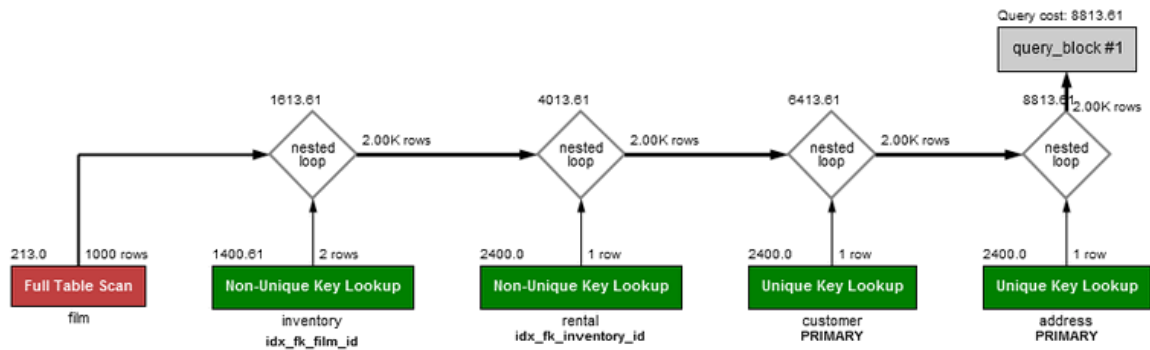 Query cost: 8813.61
query_block #1
1613.61
4013.61
6413.61
8813.61
2.00K rows
nested
loop
2.00K rows
nested
loop
2.00K rows
nested
loop
2.00K rows
nested
loop
213.0
1000 rows
1400.61
2 rows
2400.0
1 row
2400.0
1 row
2400.0
1 row
Full Table Scan
Non-Unique Key Lookup
Non-Unique Key Lookup
Unique Key Lookup
Unique Key Lookup
film
inventory
idx_fk_film_id
rental
idx_fk_inventory_id
customer
PRIMARY
address
PRIMARY